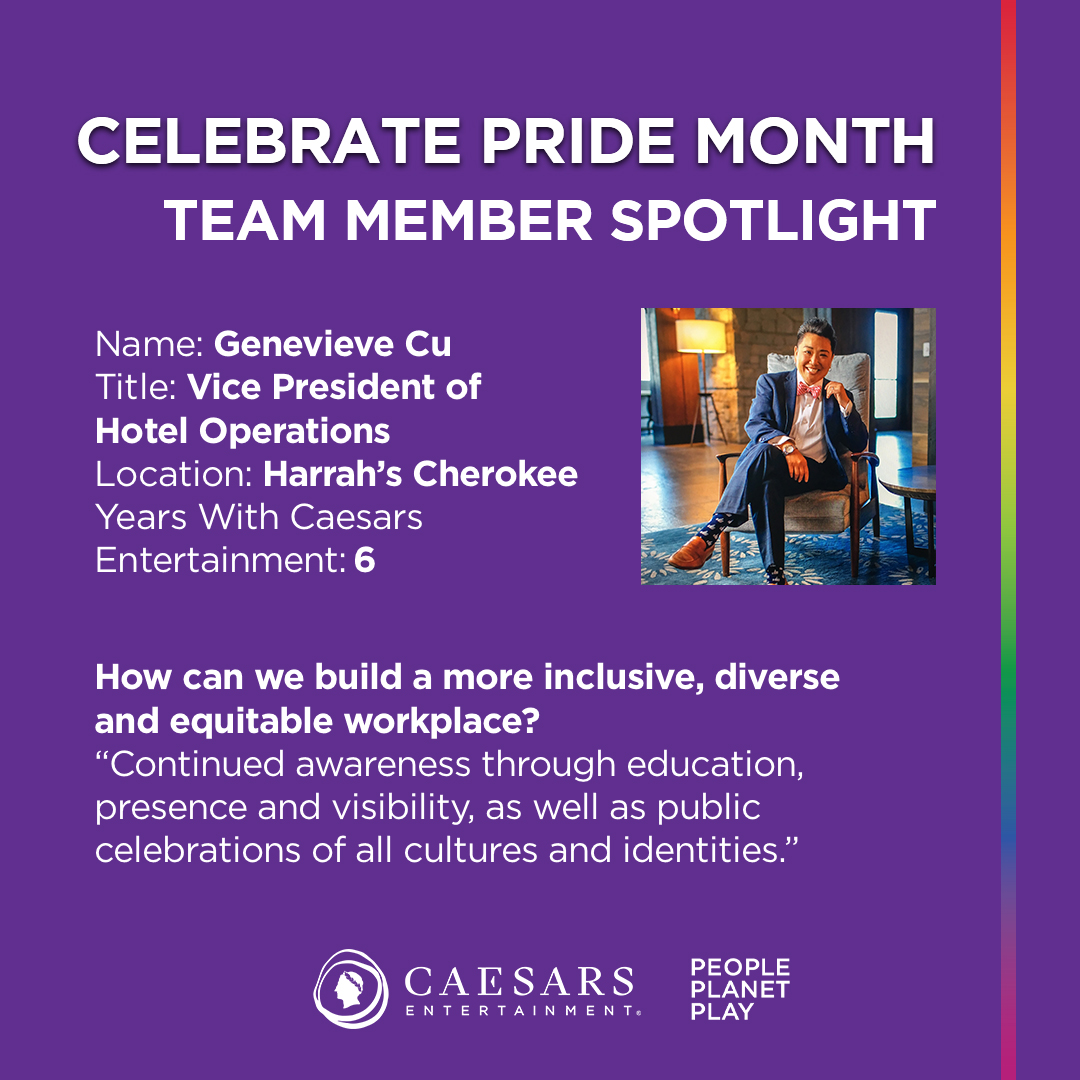 CELEBRATE PRIDE MONTH
TEAM MEMBER SPOTLIGHT
Name: Genevieve Cu
Title: Vice President of
Hotel Operations
Location: Harrah’s Cherokee
Years With Caesars
Entertainment: 6
How can we build a more inclusive, diverse
and equitable workplace?
“Continued awareness through education,
presence and visibility, as well as public
celebrations of all cultures and identities.”
CAESARS
ENTERTAINMENT®
PEOPLE
PLANET
PLAY